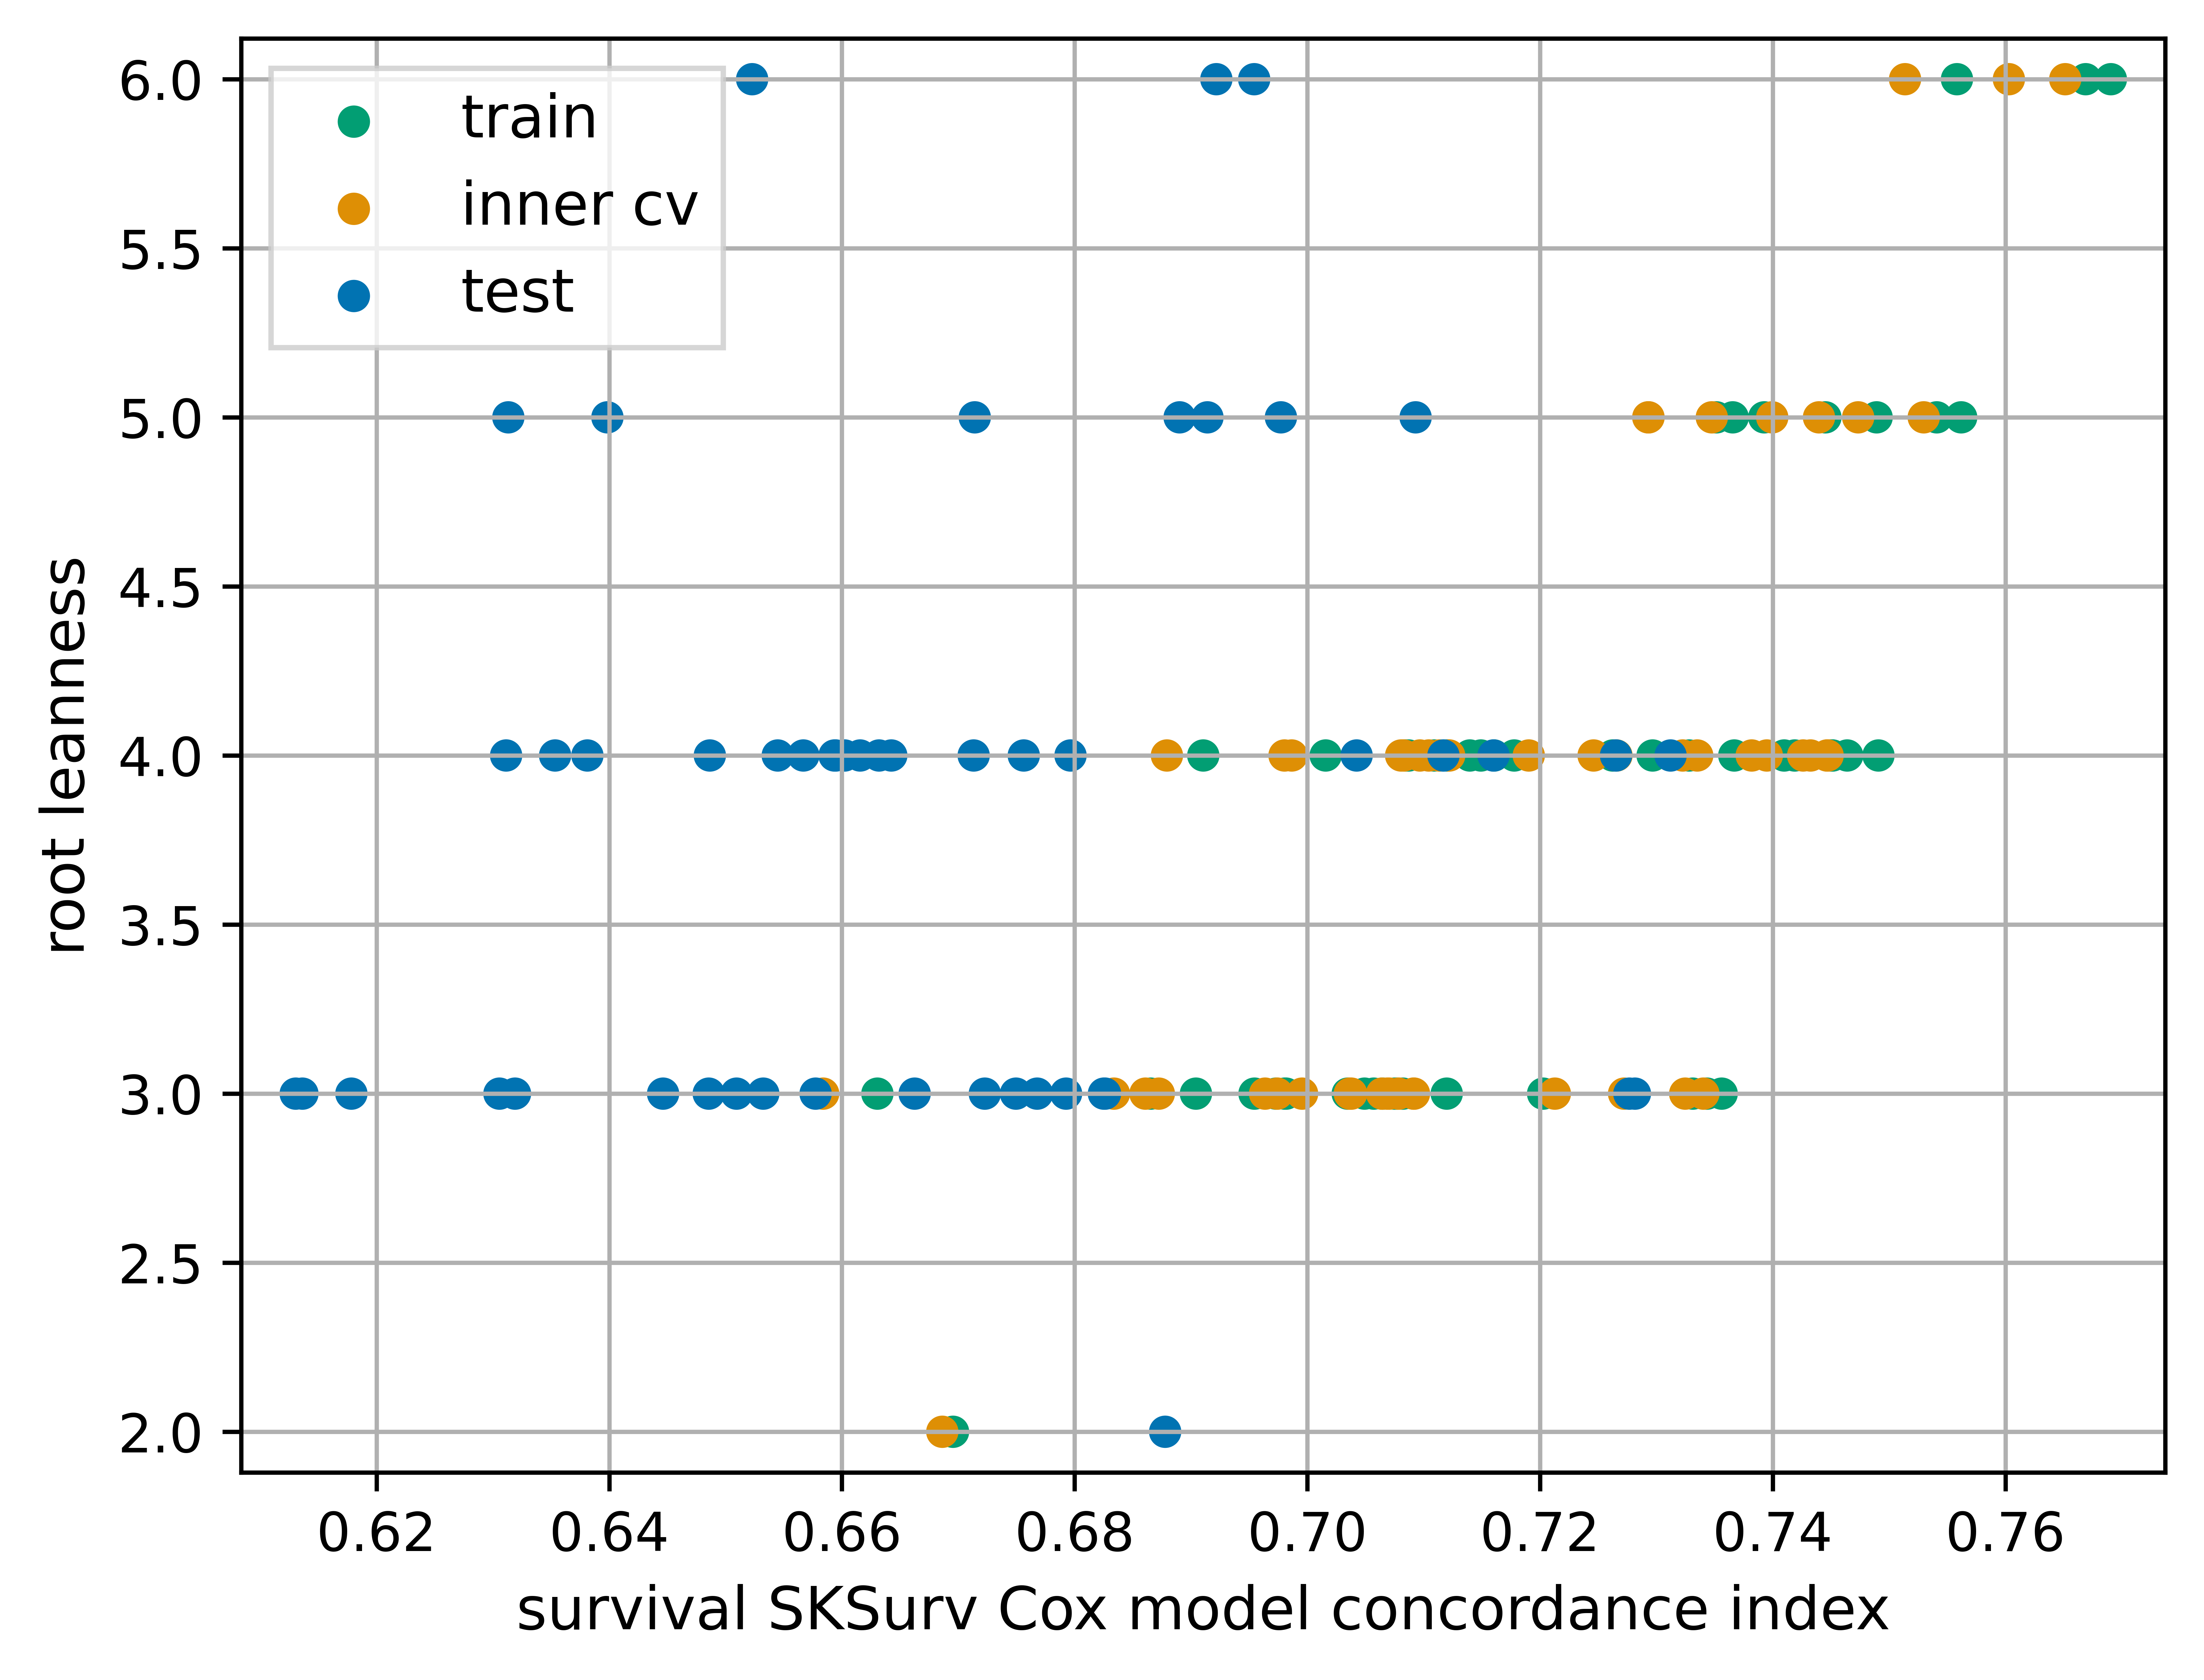 train
inner cv
test
6.0
5.5
5.0
4.5
4.0
3.5
3.0
2.5
2.0
root leanness
0.62 0.64 0.66 0.68 0.70 0.72 0.74 0.76
survival SKSurv Cox model concordance index